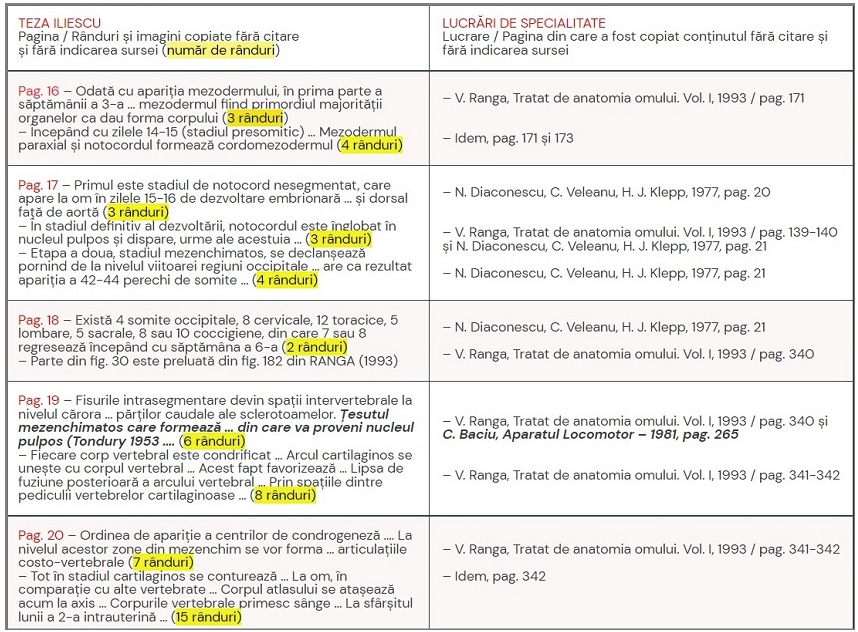 TEZA ILIESCU
Pagina / Rânduri și imagini copiate fără citare
și fără indicarea sursei (număr de rânduri)
LUCRĂRI DE SPECIALITATE
Lucrare / Pagina din care a fost copiat conținutul fără citare și
fără indicarea sursei
Pag. 16 – Odată cu apariția mezodermului, în prima parte a
săptămânii a 3-a ... mezodermul fiind primordiul majorității
organelor ca dau forma corpului (3 rânduri)
– Începând cu zilele 14-15 (stadiul presomitic) ... Mezodermul
paraxial și notocordul formează cordomezodermul (4 rânduri)
– V. Ranga, Tratat de anatomia omului. Vol. I, 1993 / pag. 171
– Idem, pag. 171 și 173
Pag. 17 – Primul este stadiul de notocord nesegmentat, care
apare la om în zilele 15-16 de dezvoltare embrionară ... și dorsal
față de aortă (3 rânduri)
– În stadiul definitiv al dezvoltării, notocordul este înglobat în
nucleul pulpos și dispare, urme ale acestuia ... (3 rânduri)
– Etapa a doua, stadiul mezenchimatos, se declanșează
pornind de la nivelul viitoarei regiuni occipitale ... are ca rezultat
apariția a 42-44 perechi de somite ... (4 rânduri)
– N. Diaconescu, C. Veleanu, H. J. Klepp, 1977, pag. 20
– V. Ranga, Tratat de anatomia omului. Vol. I, 1993 / pag. 139-140
și N. Diaconescu, C. Veleanu, H. J. Klepp, 1977, pag. 21
– N. Diaconescu, C. Veleanu, H. J. Klepp, 1977, pag. 21
Pag. 18 – Există 4 somite occipitale, 8 cervicale, 12 toracice, 5
lombare, 5 sacrale, 8 sau 10 coccigiene, din care 7 sau 8
regresează începând cu săptămâna a 6-a (2 rânduri)
– Parte din fig. 30 este preluată din fig. 182 din RANGA (1993)
– N. Diaconescu, C. Veleanu, H. J. Klepp, 1977, pag. 21
– V. Ranga, Tratat de anatomia omului. Vol. I, 1993 / pag. 340
Pag. 19 – Fisurile intrasegmentare devin spații intervertebrale la
nivelul cărora ... părților caudale ale sclerotoamelor. Țesutul
mezenchimatos care formează ... din care va proveni nucleul
pulpos (Tondury 1953 .... (6 rânduri)
– Fiecare corp vertebral este condrificat ... Arcul cartilaginos se
unește cu corpul vertebral ... Acest fapt favorizează ... Lipsa de
fuziune posterioară a arcului vertebral ... Prin spațiile dintre
pediculii vertebrelor cartilaginoase ... (8 rânduri)
– V. Ranga, Tratat de anatomia omului. Vol. I, 1993 / pag. 340 și
C. Baciu, Aparatul Locomotor – 1981, pag. 265
– V. Ranga, Tratat de anatomia omului. Vol. I, 1993 / pag. 341-342
Pag. 20 – Ordinea de apariție a centrilor de condrogeneză .... La
nivelul acestor zone din mezenchim se vor forma ... articulațiile
costo-vertebrale (7 rânduri)
– Tot în stadiul cartilaginos se conturează ... La om, în
comparație cu alte vertebrate ... Corpul atlasului se atașează
acum la axis ... Corpurile vertebrale primesc sânge ... La sfârșitul
lunii a 2-a intrauterină ... (15 rânduri)
– V. Ranga, Tratat de anatomia omului. Vol. I, 1993 / pag. 341-342
– Idem, pag. 342